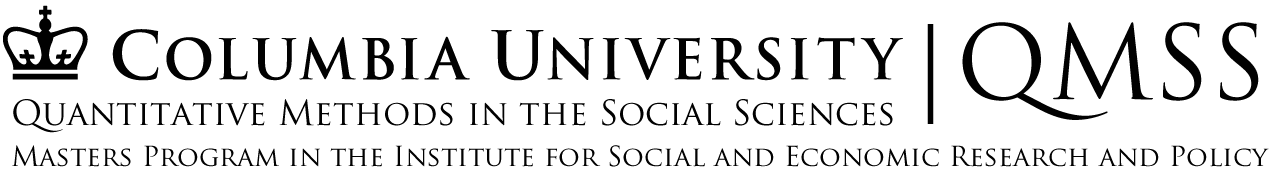 COLUMBIA UNIVERSITY | QMSS
QUANTITATIVE METHODS IN THE SOCIAL SCIENCES
MASTERS PROGRAM IN THE INSTITUTE FOR SOCIAL AND ECONOMIC RESEARCH AND POLICY